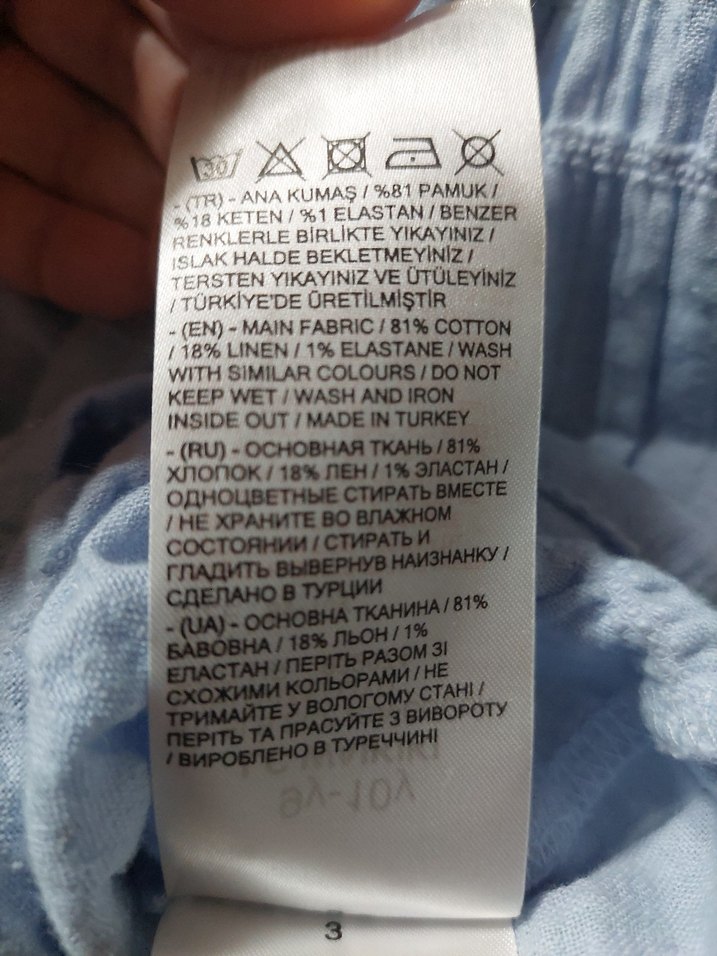 30
- (TR) - ANA KUMAŞ / %81 PAMUK /
%18 KETEN / %1 ELASTAN / BENZER
RENKLERLE BİRLİKTE YIKAYINIZ /
ISLAK HALDE BEKLETMEYİNİZ /
TERSTEN YIKAYINIZ VE ÜTÜLEYİNİZ
/ TÜRKİYE'DE ÜRETİLMİŞTİR
- (EN) - MAIN FABRIC / 81% COTTON
/ 18% LINEN / 1% ELASTANE / WASH
WITH SIMILAR COLOURS / DO NOT
KEEP WET / WASH AND IRON
INSIDE OUT / MADE IN TURKEY
- (RU) - ОСНОВНАЯ ТКАНЬ / 81%
ХЛОПОК / 18% ЛЕН / 1% ЭЛАСТАН /
ОДНОЦВЕТНЫЕ СТИРАТЬ ВМЕСТЕ
/ НЕ ХРАНИТЕ ВО ВЛАЖНОМ
СОСТОЯНИИ / СТИРАТЬ И
ГЛАДИТЬ ВЫВЕРНУВ НАИЗНАНКУ /
СДЕЛАНО В ТУРЦИИ
- (UA) - ОСНОВНА ТКАНИНА / 81%
БАВОВНА / 18% ЛЬОН / 1%
ЕЛАСТАН / ПЕРІТЬ РАЗОМ ЗІ
СХОЖИМИ КОЛЬОРАМИ / НЕ
ТРИМАЙТЕ У ВОЛОГОМУ СТАНІ /
ПЕРІТЬ ТА ПРАСУЙТЕ З ВИВОРОТУ
/ ВИРОБЛЕНО В ТУРЕЧЧИНІ
9y-10y
3